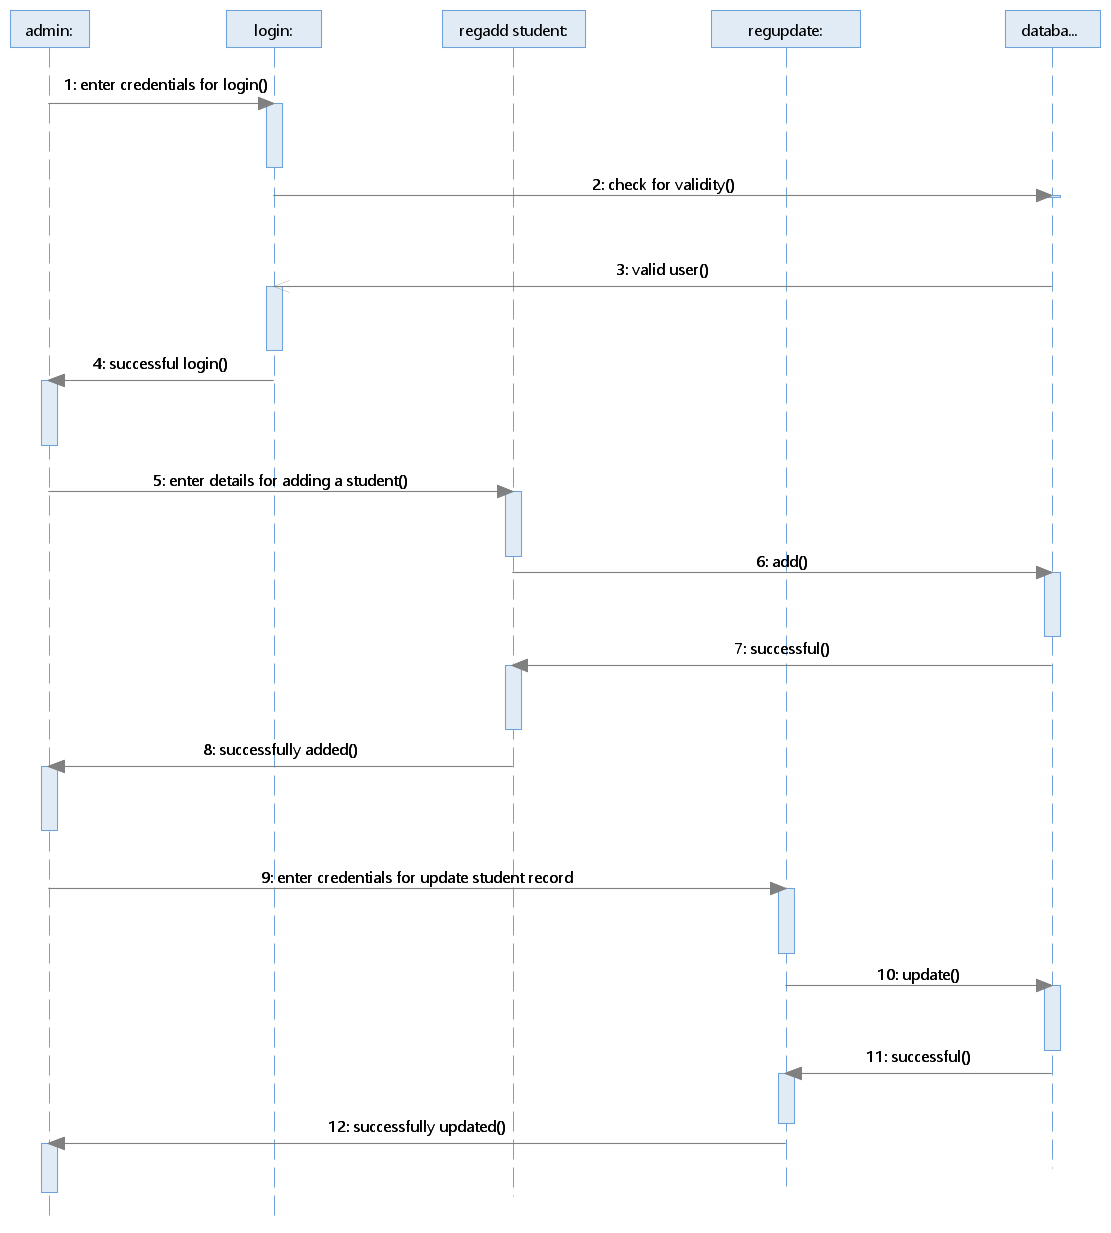 admin:
login:
regadd student:
regupdate:
databa...
1: enter credentials for login()
2: check for validity()
3: valid user()
4: successful login()
5: enter details for adding a student()
6: add()
7: successful()
8: successfully added()
9: enter credentials for update student record
10: update()
11: successful()
12: successfully updated()